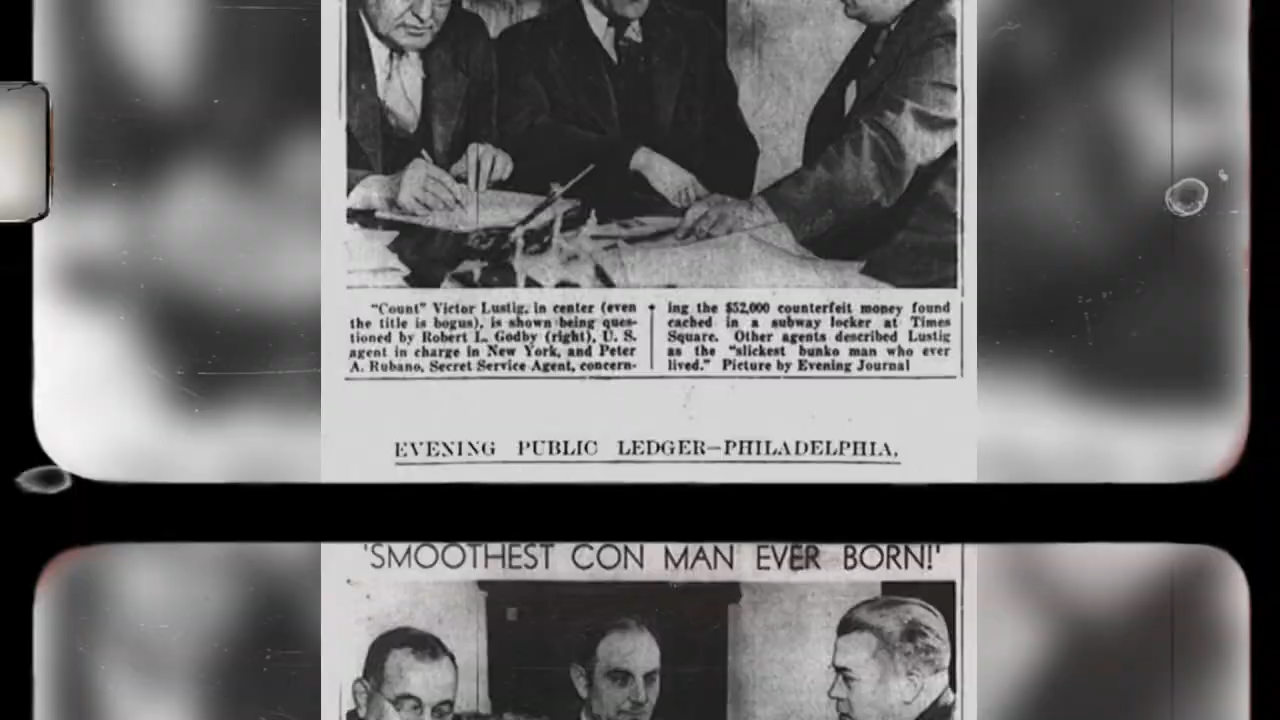 "Count" Victor Lustig, in center (even
the title is bogus), is shown being ques-
tioned by Robert L. Godby (right), U. S.
agent in charge in New York, and Peter
A. Rubano, Secret Service Agent, concern-
ing the $52,000 counterfeit money found
cached in a subway locker at Times
Square. Other agents described Lustig
as the "slickest bunko man who ever
lived." Picture by Evening Journal
EVENING PUBLIC LEDGER—PHILADELPHIA,
'SMOOTHEST CON MAN EVER BORN!'